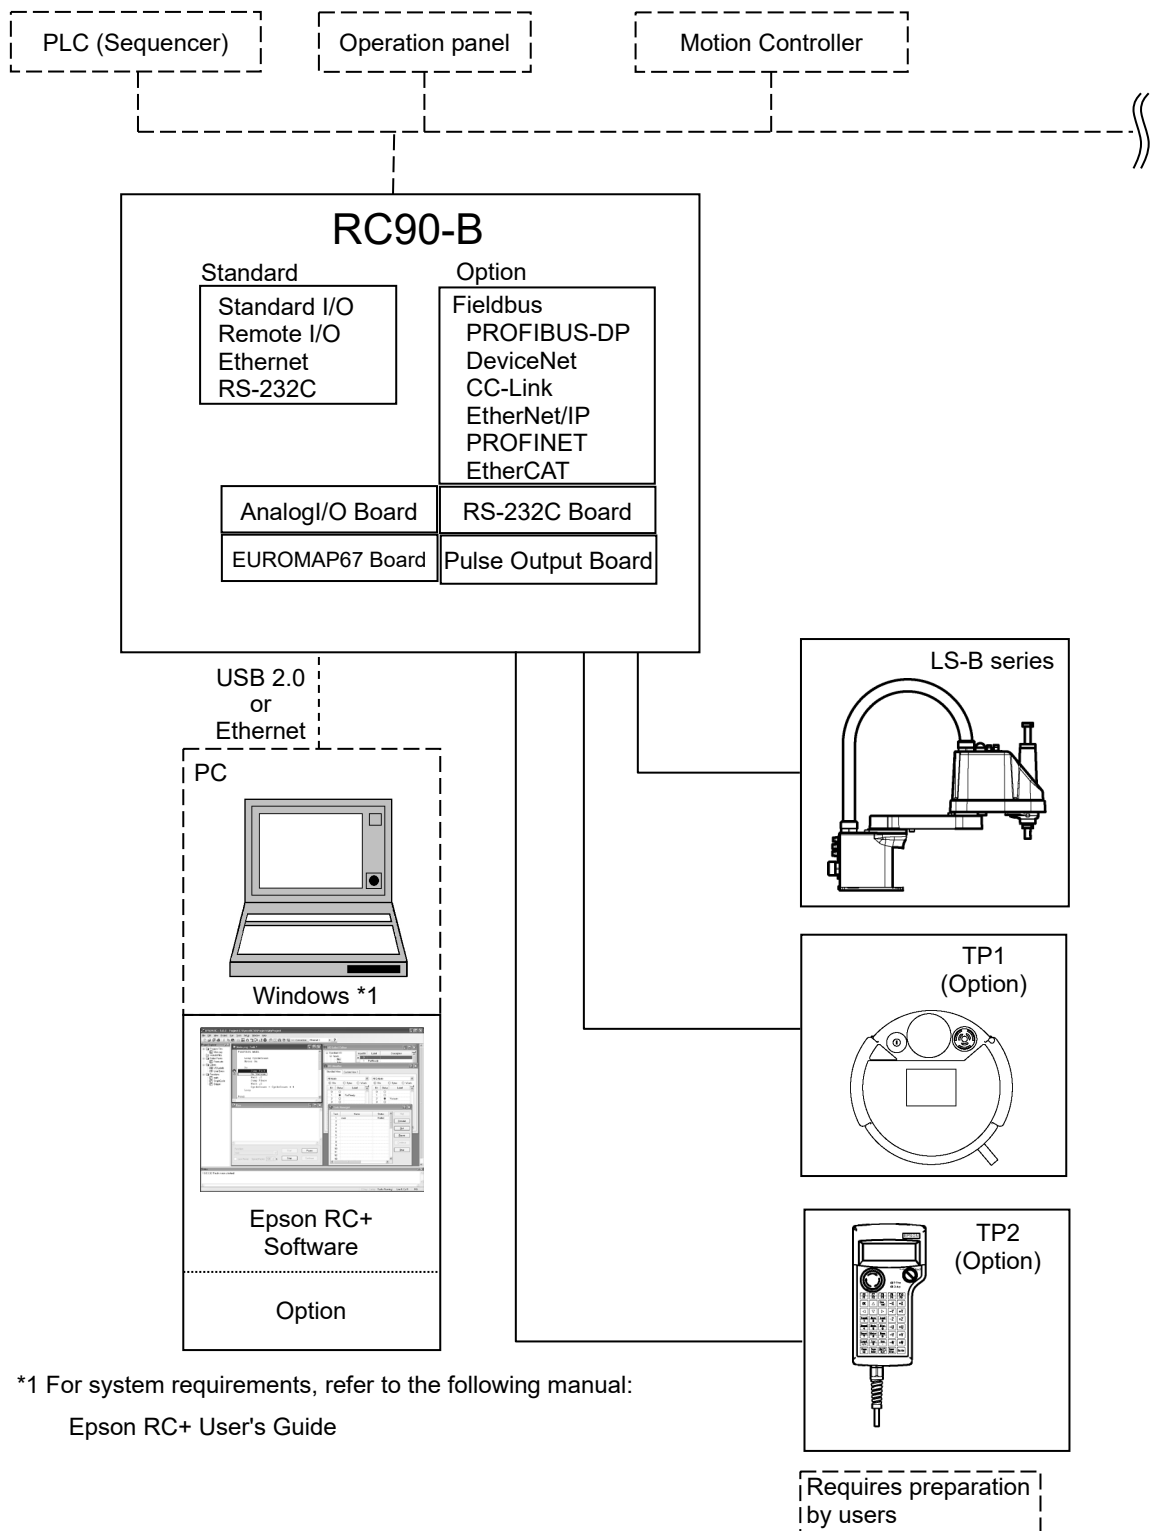 PLC (Sequencer)
Operation panel
Motion Controller
RC90-B
Standard
Standard I/O
Remote I/O
Ethernet
RS-232C
Option
Fieldbus
PROFIBUS-DP
DeviceNet
CC-Link
EtherNet/IP
PROFINET
EtherCAT
AnalogI/O Board
RS-232C Board
EUROMAP67 Board
Pulse Output Board
USB 2.0
or
Ethernet
PC
Windows *1
Epson RC+
Software
Option
LS-B series
TP1
(Option)
TP2
(Option)
*1 For system requirements, refer to the following manual:
Epson RC+ User's Guide
Requires preparation
by users